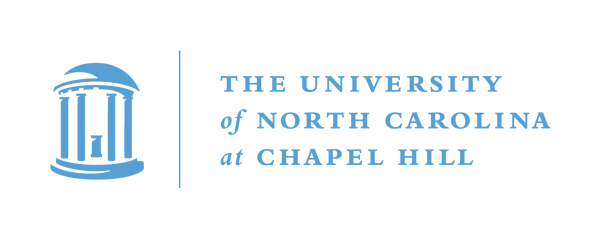 THE UNIVERSITY
of NORTH CAROLINA
at CHAPEL HILL